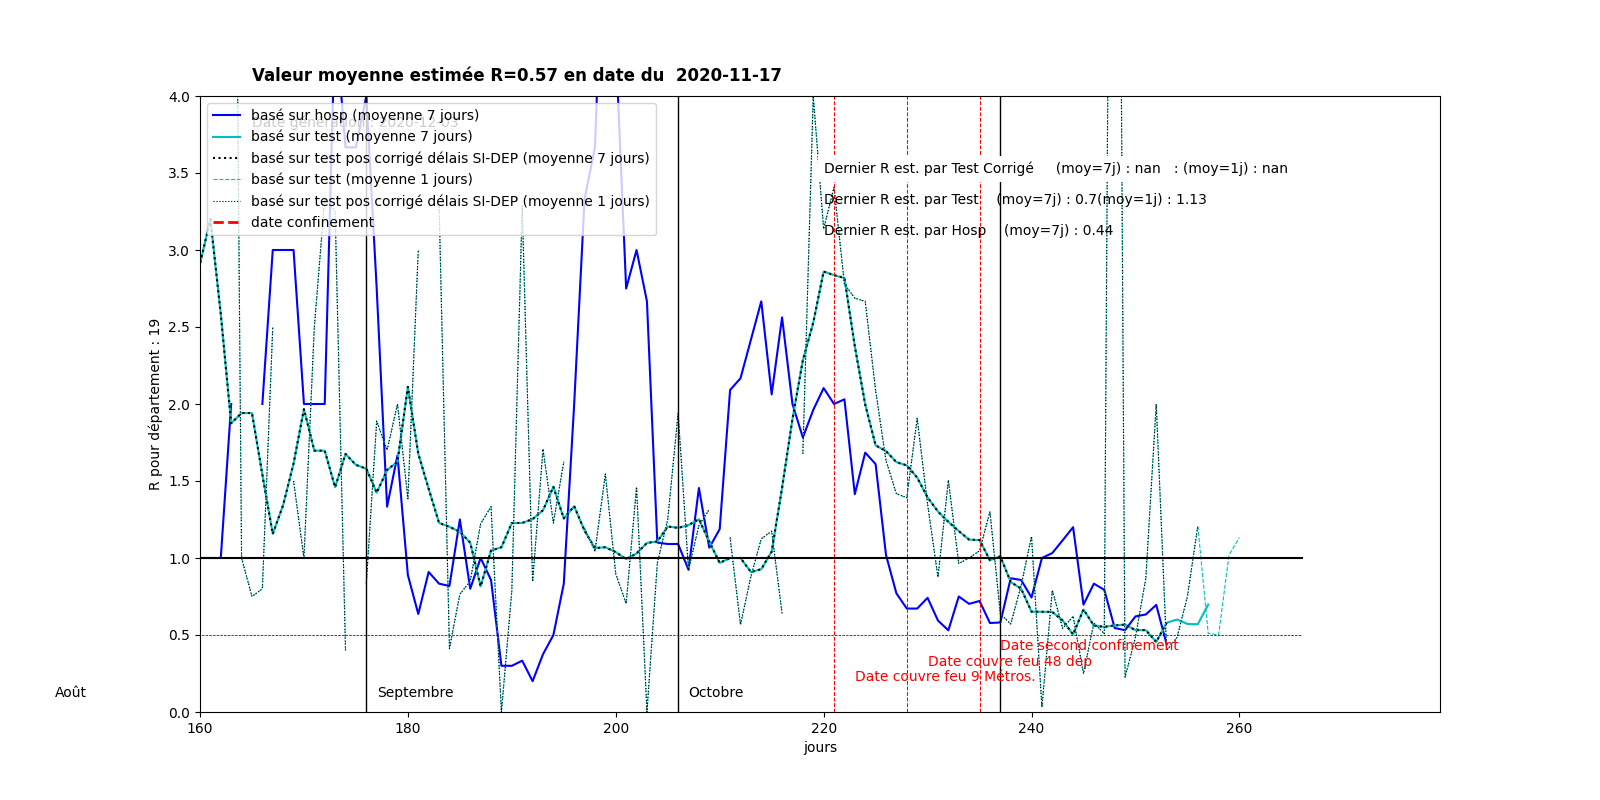 Valeur moyenne estimée R=0.57 en date du  2020-11-17
4.0
3.5
3.0
2.5
2.0
1.5
1.0
0.5
0.0
R pour département : 19
Date génération : 2020-12-03
basé sur hosp (moyenne 7 jours)
basé sur test (moyenne 7 jours)
basé sur test pos corrigé délais SI-DEP (moyenne 7 jours)
basé sur test (moyenne 1 jours)
basé sur test pos corrigé délais SI-DEP (moyenne 1 jours)
date confinement
Dernier R est. par Test Corrigé     (moy=7j) : nan   : (moy=1j) : nan
Dernier R est. par Test    (moy=7j) : 0.7(moy=1j) : 1.13
Dernier R est. par Hosp    (moy=7j) : 0.44
Date second confinement
Date couvre feu 48 dep
Date couvre feu 9 Métros.
Août
Septembre
Octobre
160
180
200
220
240
260
jours